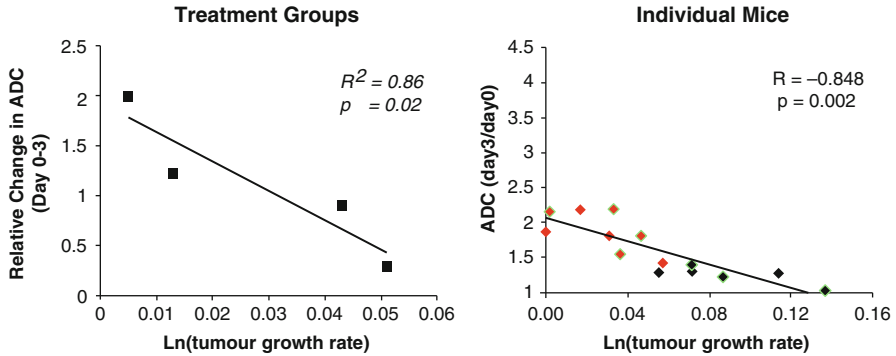 Treatment Groups
Relative Change in ADC
(Day 0-3)
2.5
2
1.5
1
0.5
0
R2 = 0.86
p = 0.02
0.00 0.01 0.02 0.03 0.04 0.05 0.06
Ln(tumour growth rate)
Individual Mice
ADC (day3/day0)
4.5
4
3.5
3
2.5
2
1.5
1
R = –0.848
p = 0.002
0.00 0.04 0.08 0.12 0.16
Ln(tumour growth rate)